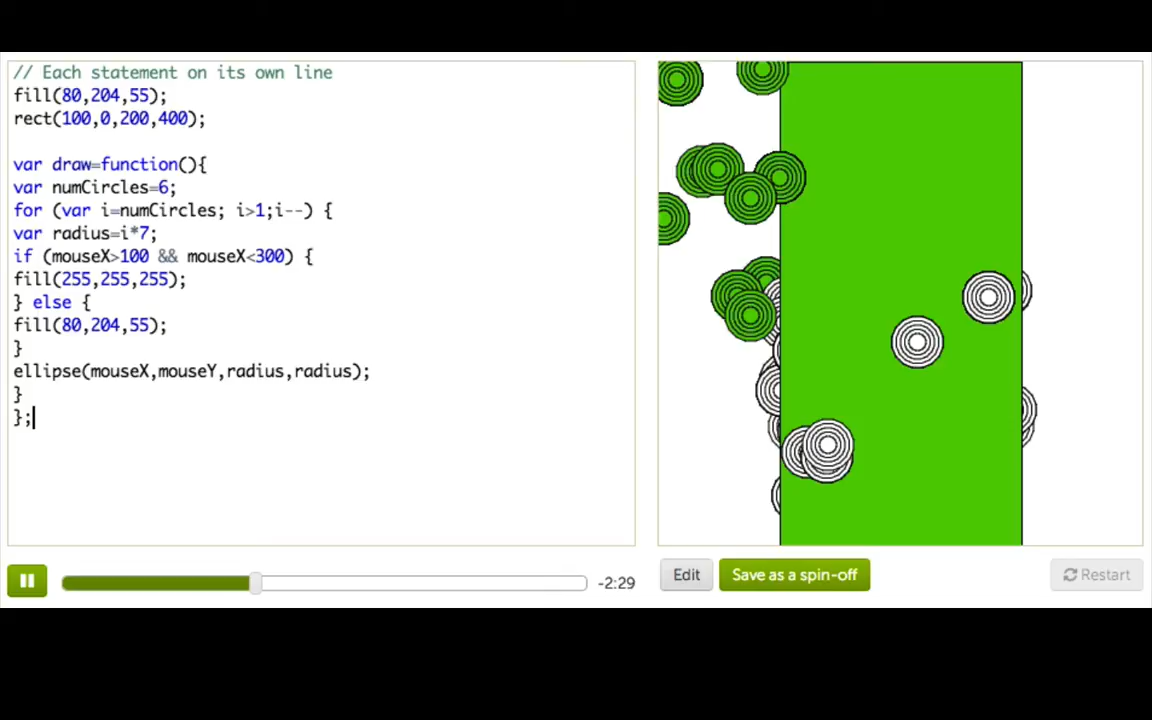 // Each statement on its own line
fill(80,204,55);
rect(100,0,200,400);
var draw=function(){
var numCircles=6;
for (var i=numCircles; i>1;i--) {
var radius=i*7;
if (mouseX>100 && mouseX<300) {
fill(255,255,255);
} else {
fill(80,204,55);
}
ellipse(mouseX,mouseY,radius,radius);
}
};
-2:29
Edit
Save as a spin-off
Restart